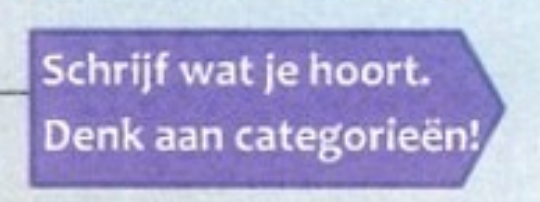 Schrijf wat je hoort.
Denk aan categorieën!